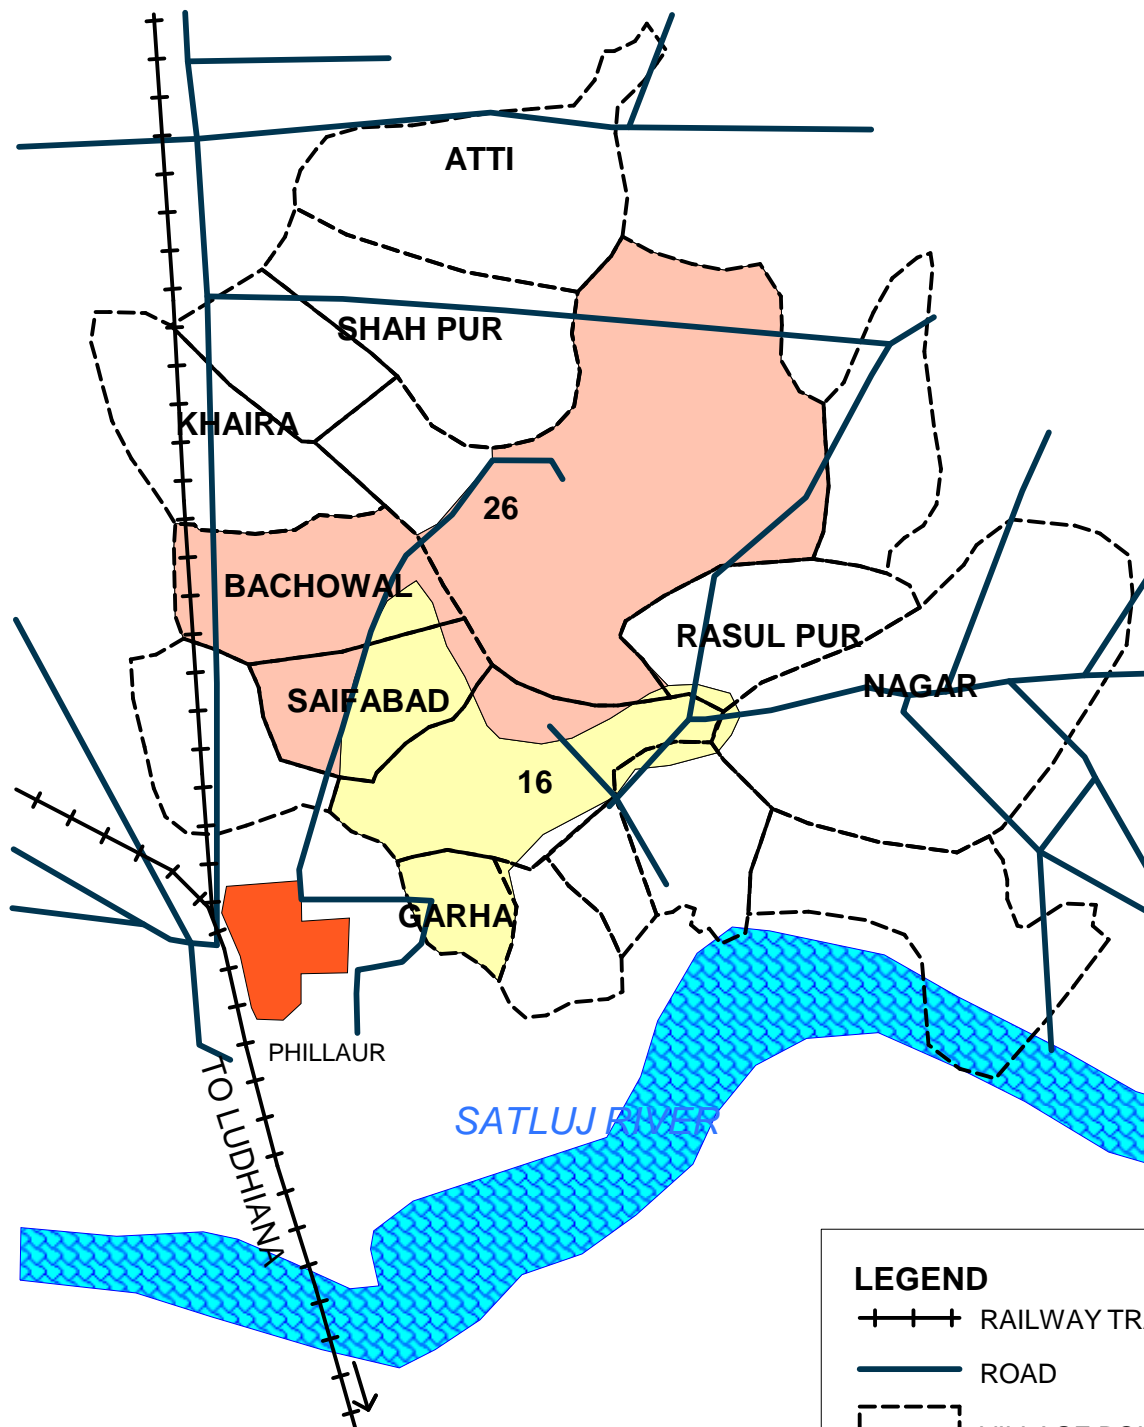 ATTI
SHAH PUR
KHAIRA
26
BACHOWAL
RASUL PUR
SAIFABAD
NAGAR
16
GARHA
PHILLAUR
TO LUDHIANA
SATLUJ RIVER
LEGEND
RAILWAY
ROAD